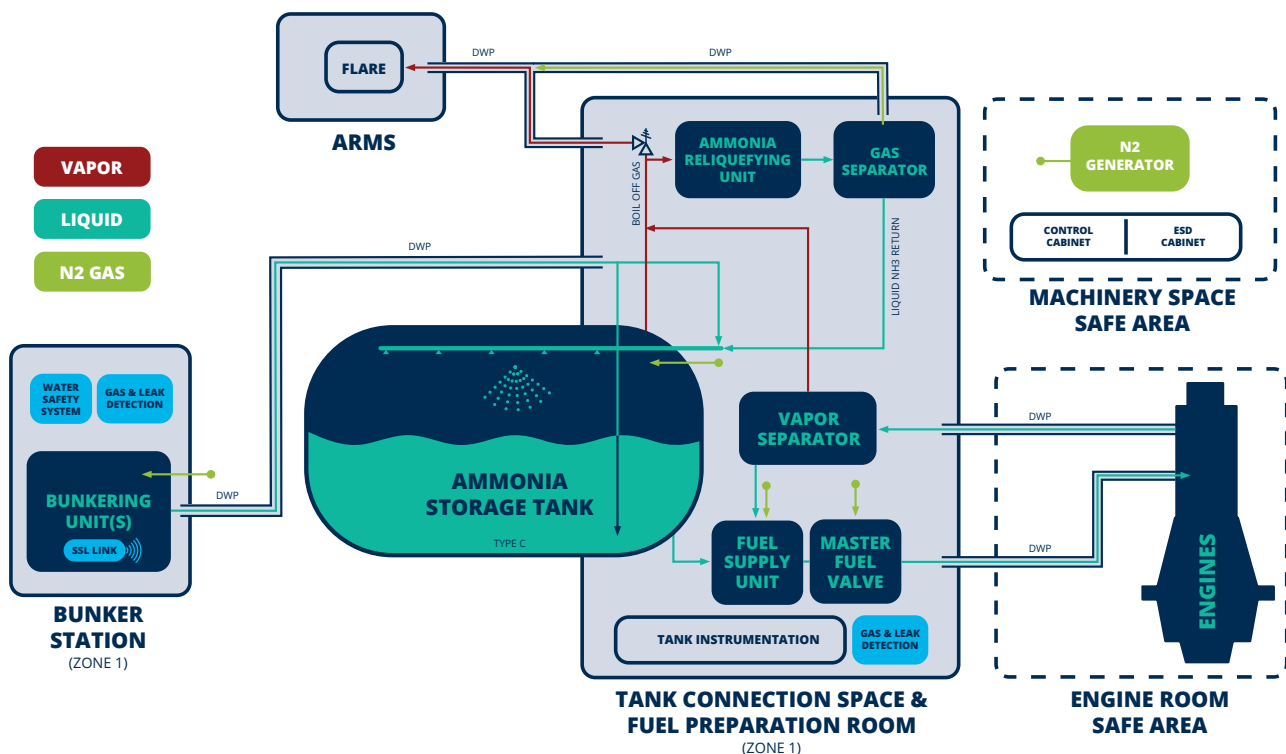 DWP
DWP
FLARE
ARMS
VAPOR
LIQUID
N2 GAS
BOIL OFF GAS
AMMONIA
RELIQUEFYING
UNIT
GAS
SEPARATOR
LIQUID NH3 RETURN
N2
GENERATOR
CONTROL
CABINET
ESD
CABINET
MACHINERY SPACE
SAFE AREA
DWP
WATER
SAFETY
SYSTEM
GAS & LEAK
DETECTION
BUNKERING
UNIT(S)
SSL LINK
DWP
BUNKER
STATION
(ZONE 1)
AMMONIA
STORAGE TANK
TYPE C
VAPOR
SEPARATOR
FUEL
SUPPLY
UNIT
MASTER
FUEL
VALVE
TANK INSTRUMENTATION
GAS & LEAK
DETECTION
TANK CONNECTION SPACE &
FUEL PREPARATION ROOM
(ZONE 1)
DWP
DWP
ENGINES
ENGINE ROOM
SAFE AREA